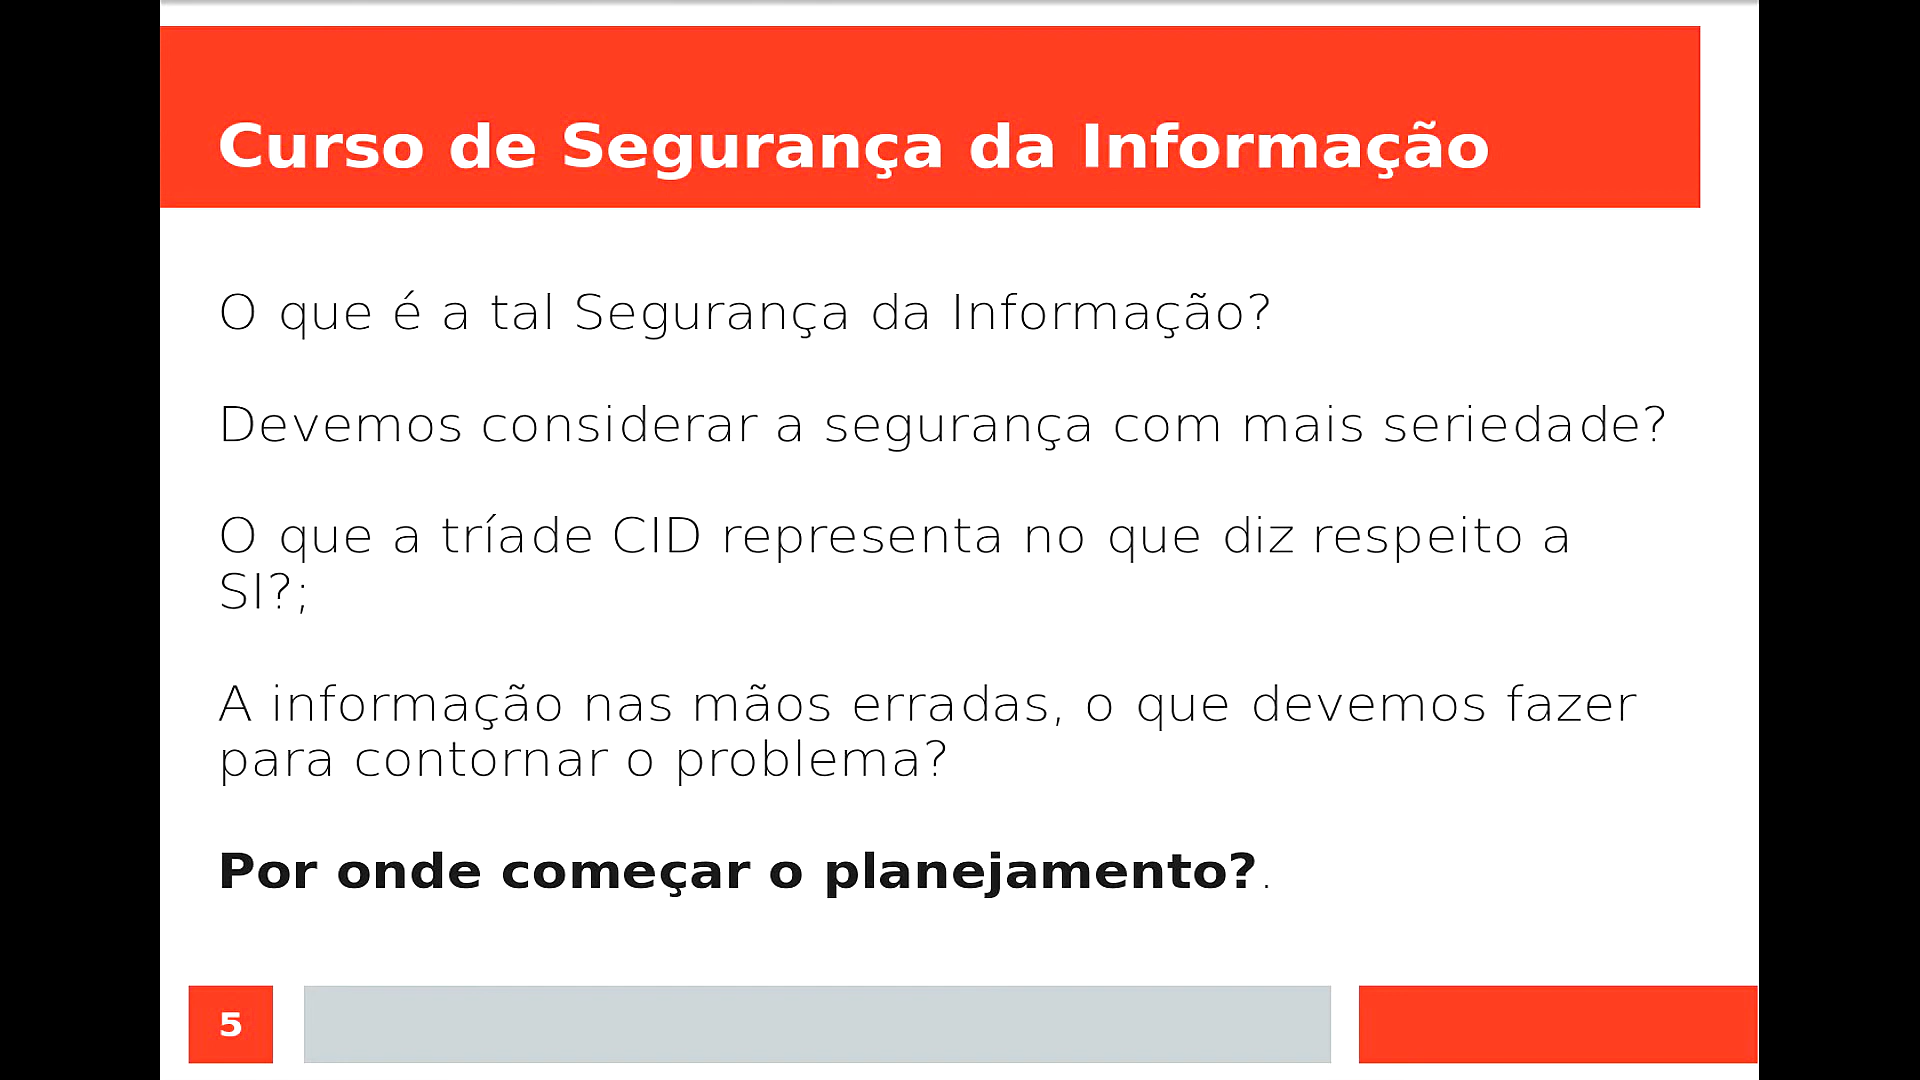 Curso de Segurança da Informação
O que é a tal Segurança da Informação?
Devemos considerar a segurança com mais seriedade?
O que a tríade CID representa no que diz respeito a
SI?;
A informação nas mãos erradas, o que devemos fazer
para contornar o problema?
Por onde começar o planejamento?.
5